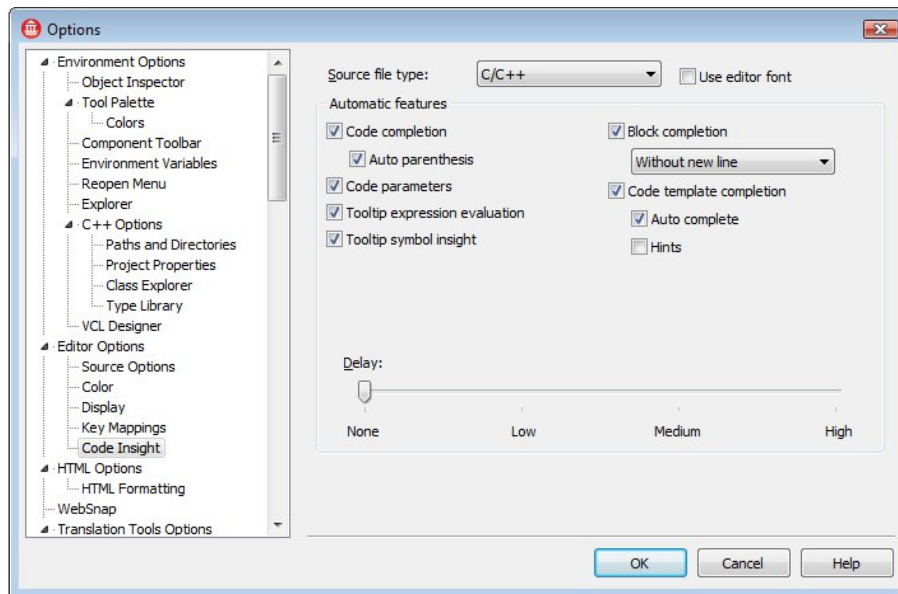 Options
Environment Options
Object Inspector
Tool Palette
Colors
Component Toolbar
Environment Variables
Reopen Menu
Explorer
C++ Options
Paths and Directories
Project Properties
Class Explorer
Type Library
VCL Designer
Editor Options
Source Options
Color
Display
Key Mappings
Code Insight
HTML Options
HTML Formatting
WebSnap
Translation Tools Options
Source file type:
C/C++
Use editor font
Automatic features
Code completion
Auto parenthesis
Code parameters
Tooltip expression evaluation
Tooltip symbol insight
Block completion
Without new line
Code template completion
Auto complete
Hints
Delay:
None Low Medium High
OK Cancel Help